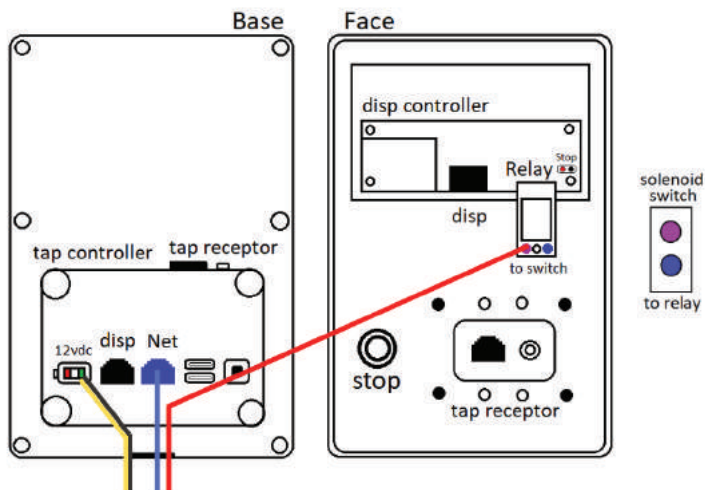 Base
Face
disp controller
Stop
Relay
disp
to switch
solenoid
switch
to relay
tap controller
tap receptor
12vdc
disp
Net
stop
tap receptor